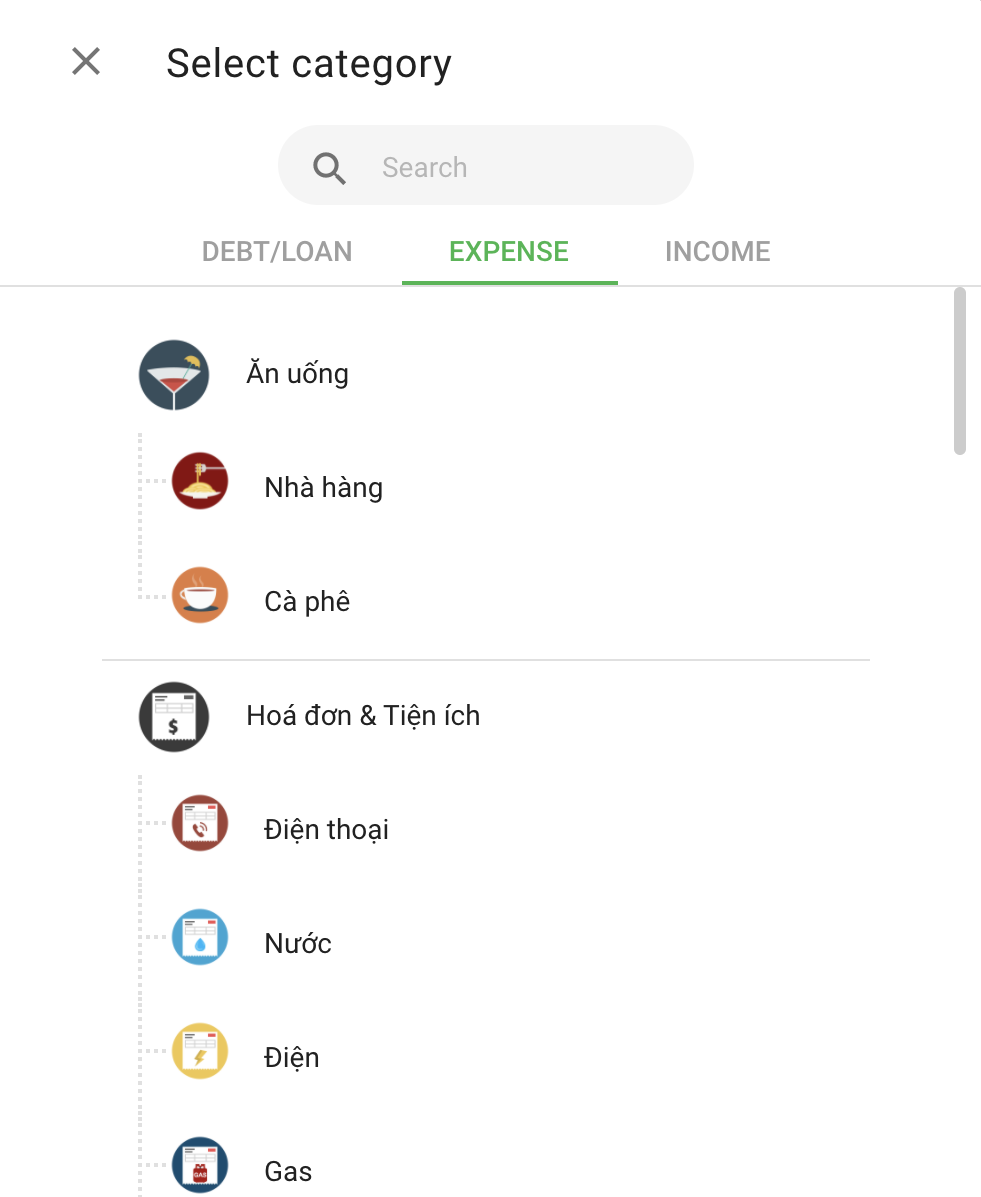 Select category
Search
DEBT/LOAN EXPENSE INCOME
Ăn uống
Nhà hàng
Cà phê
$
Hoá đơn & Tiện ích
Điện thoại
Nước
Điện
GAS
Gas